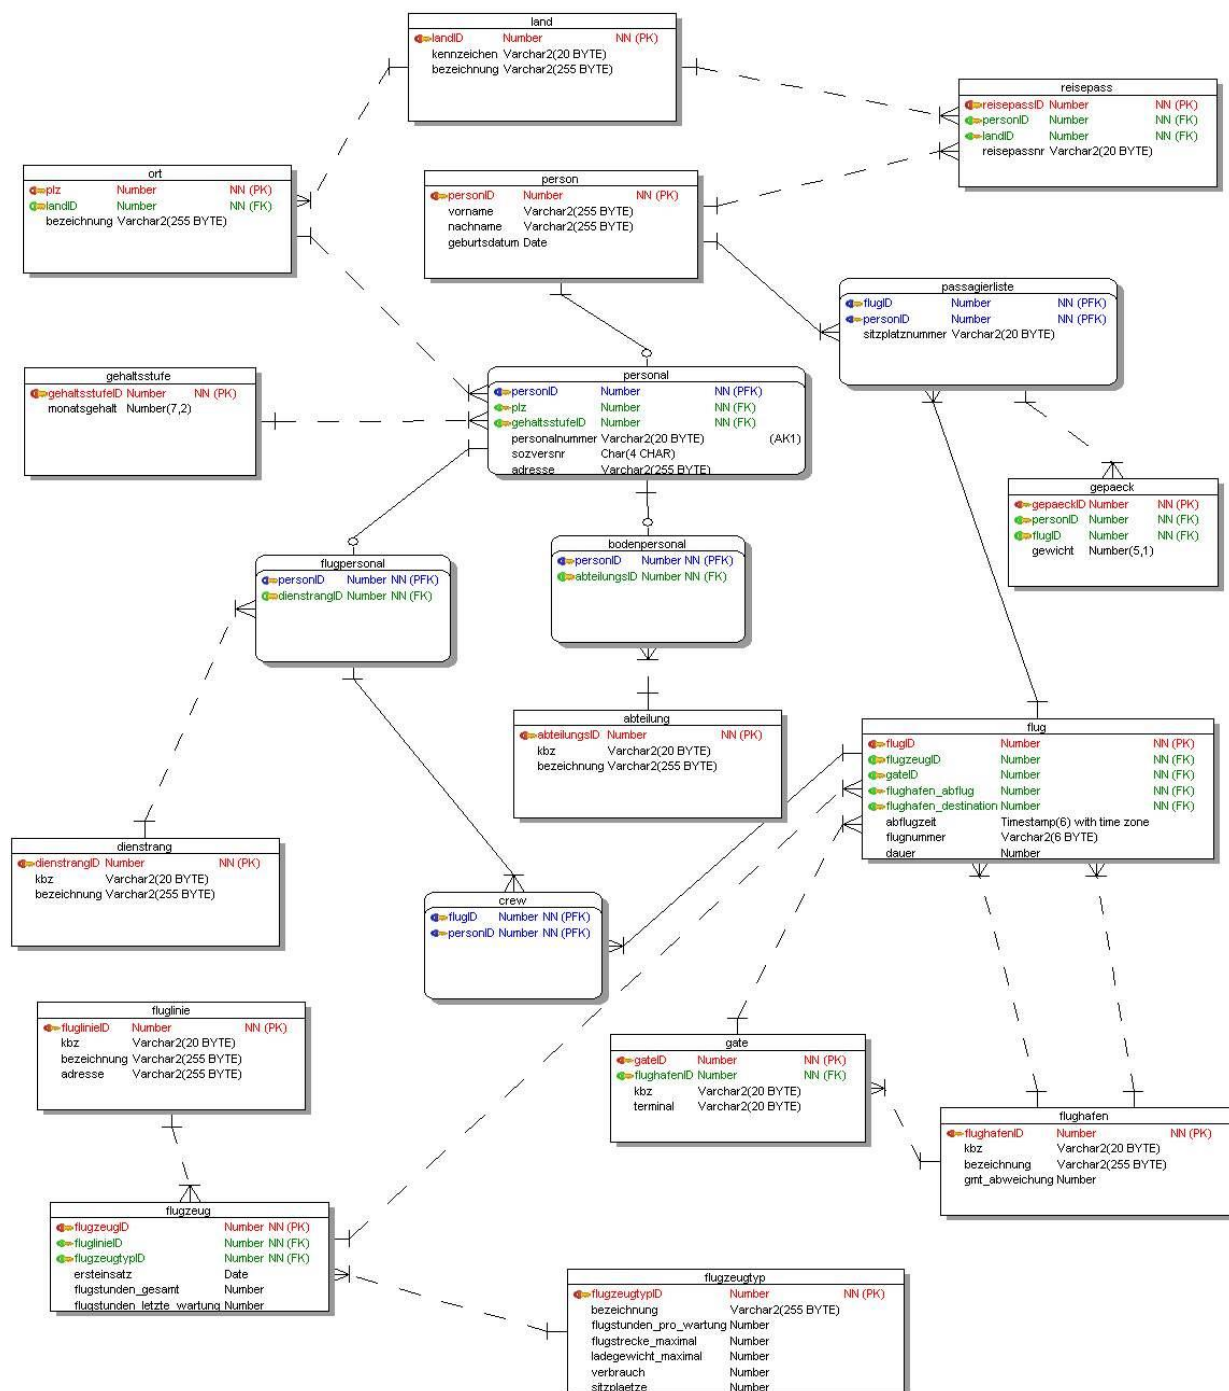 land
landID Number NN (PK)
kennzeichen Varchar2(20 BYTE)
bezeichnung Varchar2(255 BYTE)
reisepass
reisepassID Number NN (PK)
personID Number NN (FK)
landID Number NN (FK)
reisepassnr Varchar2(20 BYTE)
ort
plz Number NN (PK)
landID Number NN (FK)
bezeichnung Varchar2(255 BYTE)
person
personID Number NN (PK)
vorname Varchar2(255 BYTE)
nachname Varchar2(255 BYTE)
geburtsdatum Date
passagierliste
flugID Number NN (PFK)
personID Number NN (PFK)
sitzplatznummer Varchar2(20 BYTE)
gehaltsstufe
gehaltsstufeID Number NN (PK)
monatsgehalt Number(7,2)
personal
personID Number NN (PFK)
plz Number NN (FK)
gehaltsstufeID Number NN (FK)
personalnummer Varchar2(20 BYTE) (AK1)
sozversnr Char(4 CHAR)
adresse Varchar2(255 BYTE)
gepaeck
gepaeckID Number NN (PK)
personID Number NN (FK)
flugID Number NN (FK)
gewicht Number(5,1)
flugpersonal
personID Number NN (PFK)
dienstrangID Number NN (FK)
bodenpersonal
personID Number NN (PFK)
abteilungsID Number NN (FK)
abteilung
abteilungsID Number NN (PK)
kbz Varchar2(20 BYTE)
bezeichnung Varchar2(255 BYTE)
flug
flugID Number NN (PK)
flugzeugID Number NN (FK)
gateID Number NN (FK)
flughafen_abflug Number NN (FK)
flughafen_destination Number NN (FK)
abflugzeit Timestamp(6) with time zone
flugnummer Varchar2(6 BYTE)
dauer Number
dienstrang
dienstrangID Number NN (PK)
kbz Varchar2(20 BYTE)
bezeichnung Varchar2(255 BYTE)
crew
flugID Number NN (PFK)
personID Number NN (PFK)
fluglinie
fluglinieID Number NN (PK)
kbz Varchar2(20 BYTE)
bezeichnung Varchar2(255 BYTE)
adresse Varchar2(255 BYTE)
gate
gateID Number NN (PK)
flughafenID Number NN (FK)
kbz Varchar2(20 BYTE)
terminal Varchar2(20 BYTE)
flughafen
flughafenID Number NN (PK)
kbz Varchar2(20 BYTE)
bezeichnung Varchar2(255 BYTE)
gmt_abweichung Number
flugzeug
flugzeugID Number NN (PK)
fluglinieID Number NN (FK)
flugzeugtypID Number NN (FK)
ersteinsatz Date
flugstunden_gesamt Number
flugstunden_letzte_wartung Number
flugzeugtyp
flugzeugtypID Number NN (PK)
bezeichnung Varchar2(255 BYTE)
flugstunden_pro_wartung Number
flugstrecke_maximal Number
ladegewicht_maximal Number
verbrauch Number
sitzplaetze Number